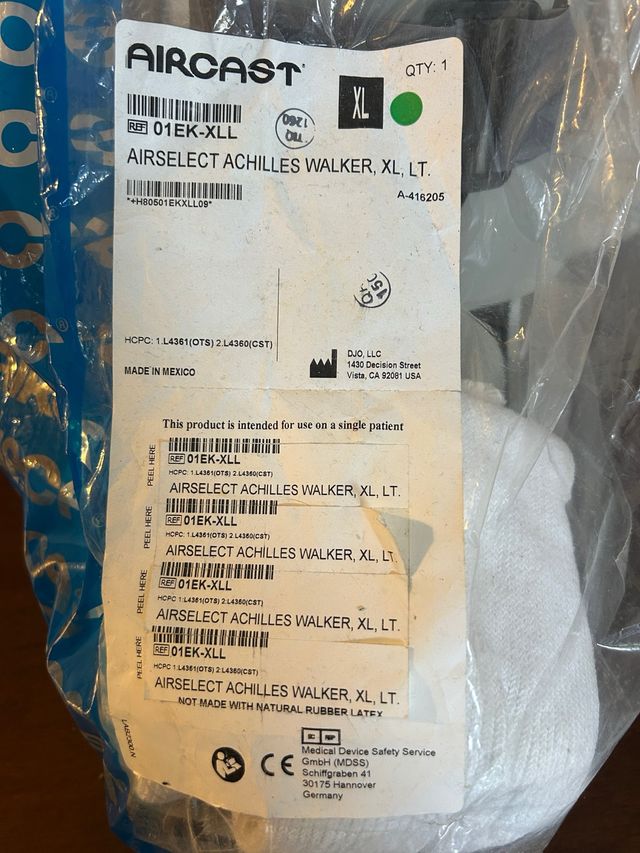 AIRCAST®
QTY: 1
XL
REF 01EK-XLL
1260
AIRSELECT ACHILLES WALKER, XL, LT.
*+H80501EKXLL09*
A-416205
HCPC: 1.L4361(OTS) 2.L4360(CST)
MADE IN MEXICO
DJO, LLC
1430 Decision Street
Vista, CA 92081 USA
This product is intended for use on a single patient
PEEL HERE
REF 01EK-XLL
HCPC: 1.L4361(OTS) 2.L4360(CST)
AIRSELECT ACHILLES WALKER, XL, LT.
PEEL HERE
REF 01EK-XLL
HCPC: 1.L4361(OTS) 2.L4360(CST)
AIRSELECT ACHILLES WALKER, XL, LT.
PEEL HERE
REF 01EK-XLL
HCPC 1.L4361(OTS) 2.L4360(CST)
AIRSELECT ACHILLES WALKER, XL, LT.
PEEL HERE
REF 01EK-XLL
HCPC 1.L4361(OTS) 2.L4360(CST)
AIRSELECT ACHILLES WALKER, XL, LT.
NOT MADE WITH NATURAL RUBBER LATEX
EC REP
CE
Medical Device Safety Service
GmbH (MDSS)
Schiffgraben 41
30175 Hannover
Germany